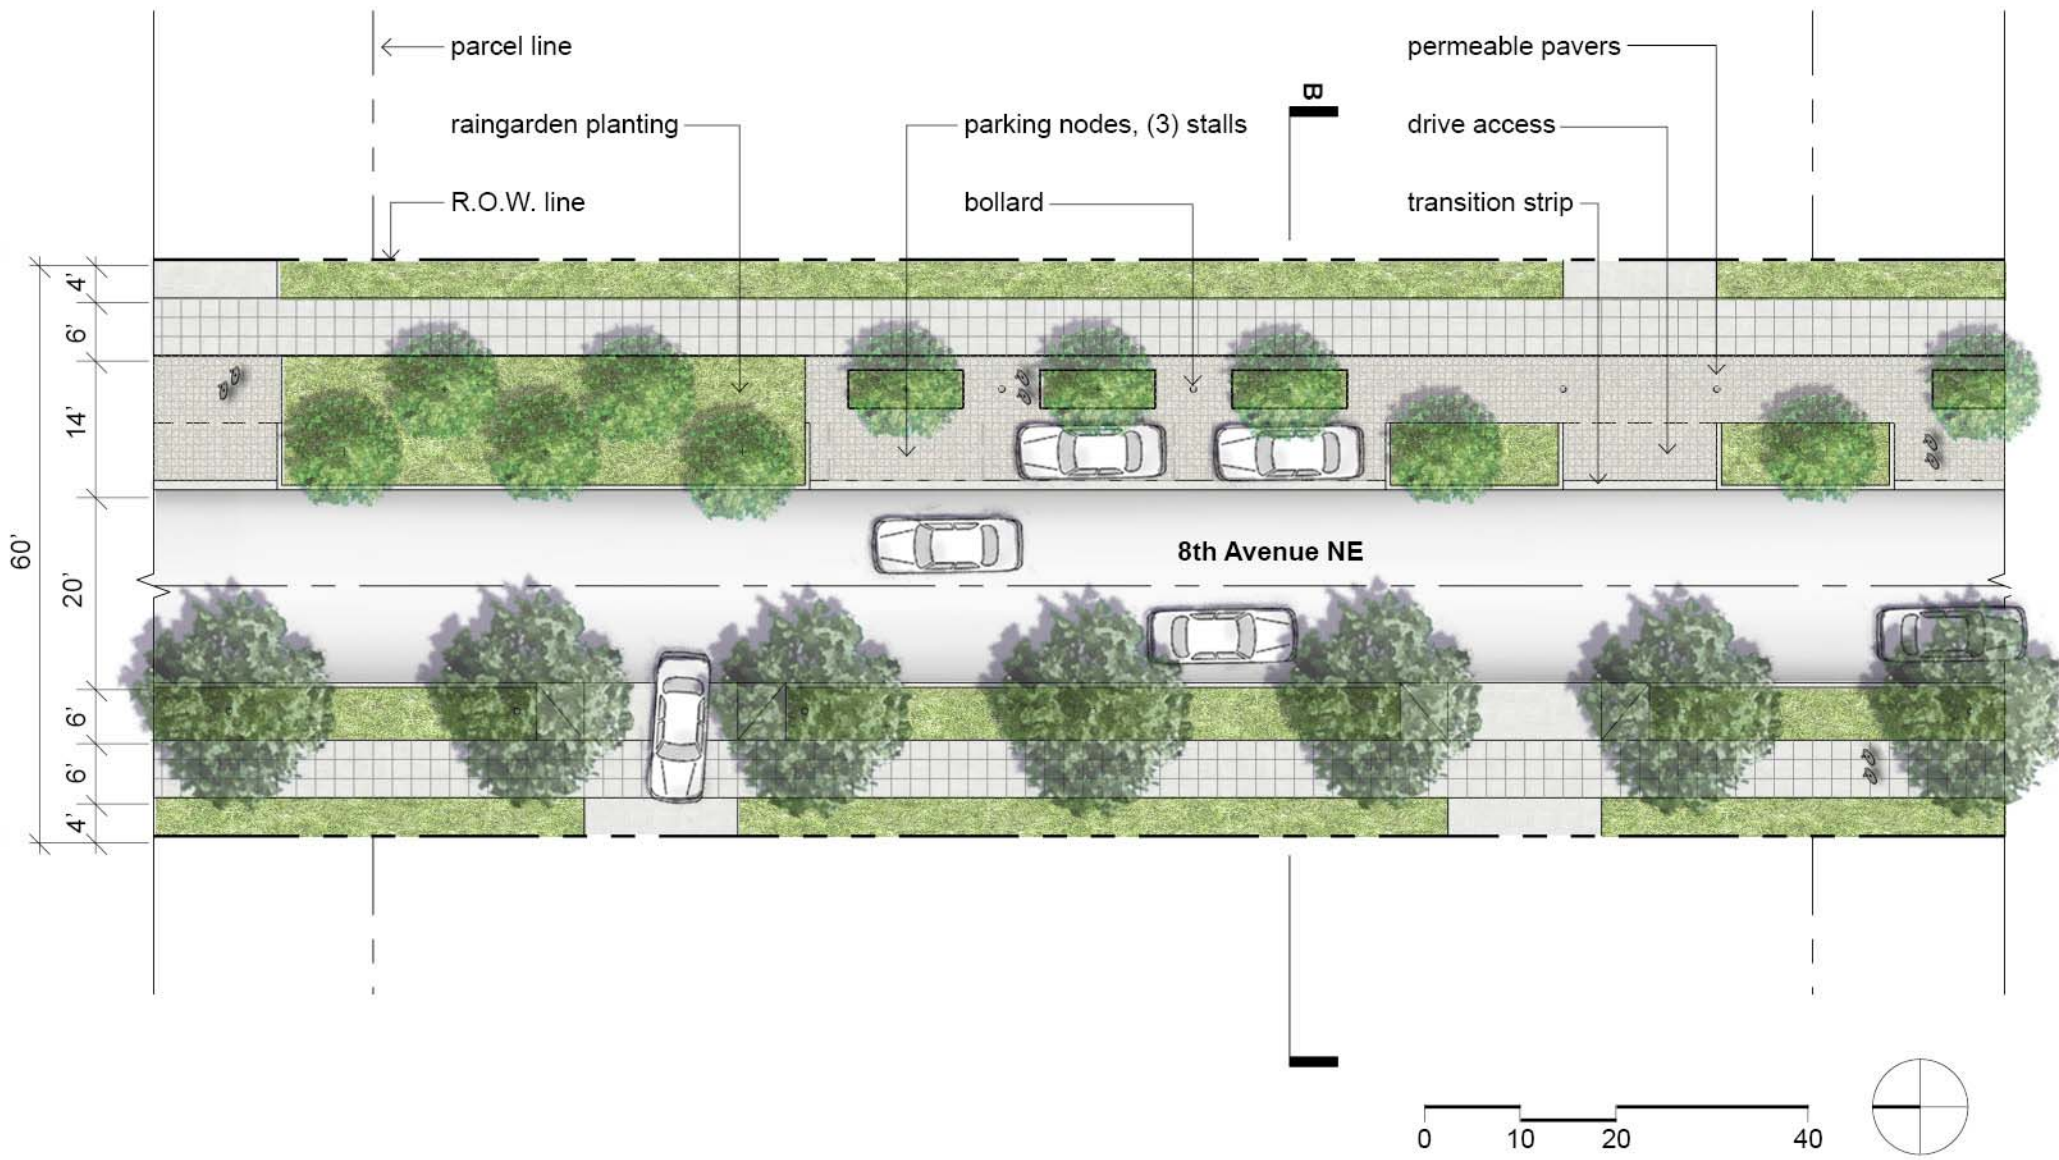 parcel line
permeable pavers
B
raingarden planting
parking nodes, (3) stalls
drive access
R.O.W. line
bollard
transition strip
4'
6'
14'
60'
20'
8th Avenue NE
6'
6'
4'
0 10 20 40